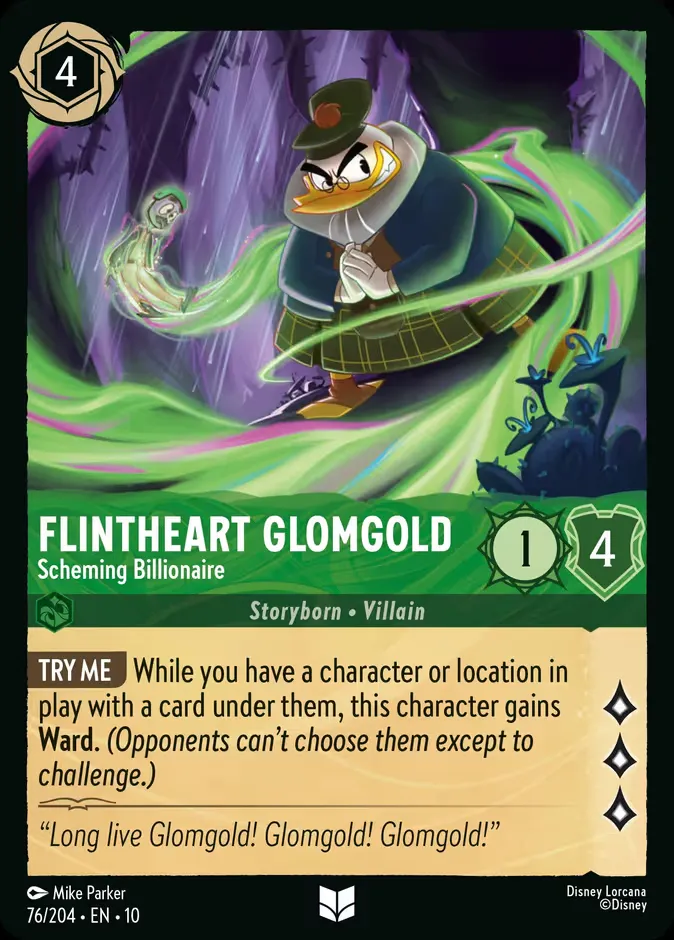 4
FLINTHEART GLOMGOLD
Scheming Billionaire
1
4
Storyborn • Villain
TRY ME While you have a character or location in
play with a card under them, this character gains
Ward. (Opponents can't choose them except to
challenge.)
“Long live Glomgold! Glomgold! Glomgold!”
Mike Parker
76/204 • EN • 10
Disney Lorcana
©Disney